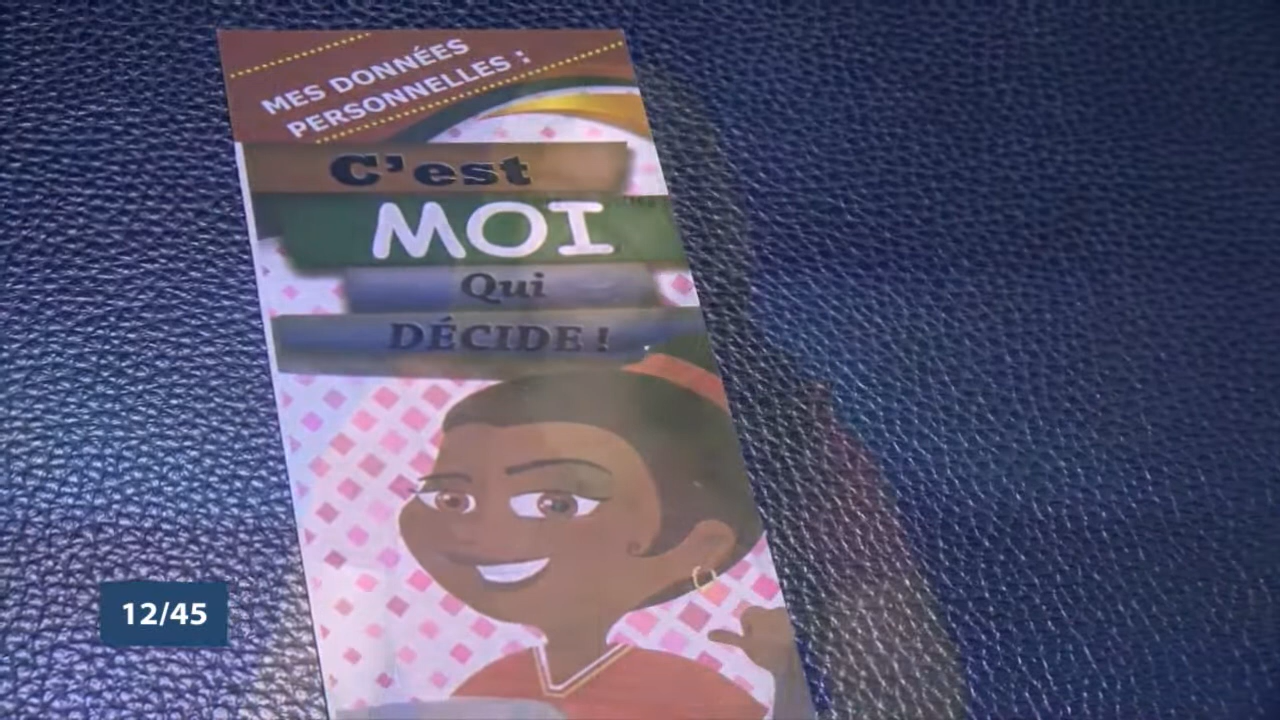 MES DONNÉES
PERSONNELLES :
C'est
MOI
Qui
DÉCIDE !
12/45